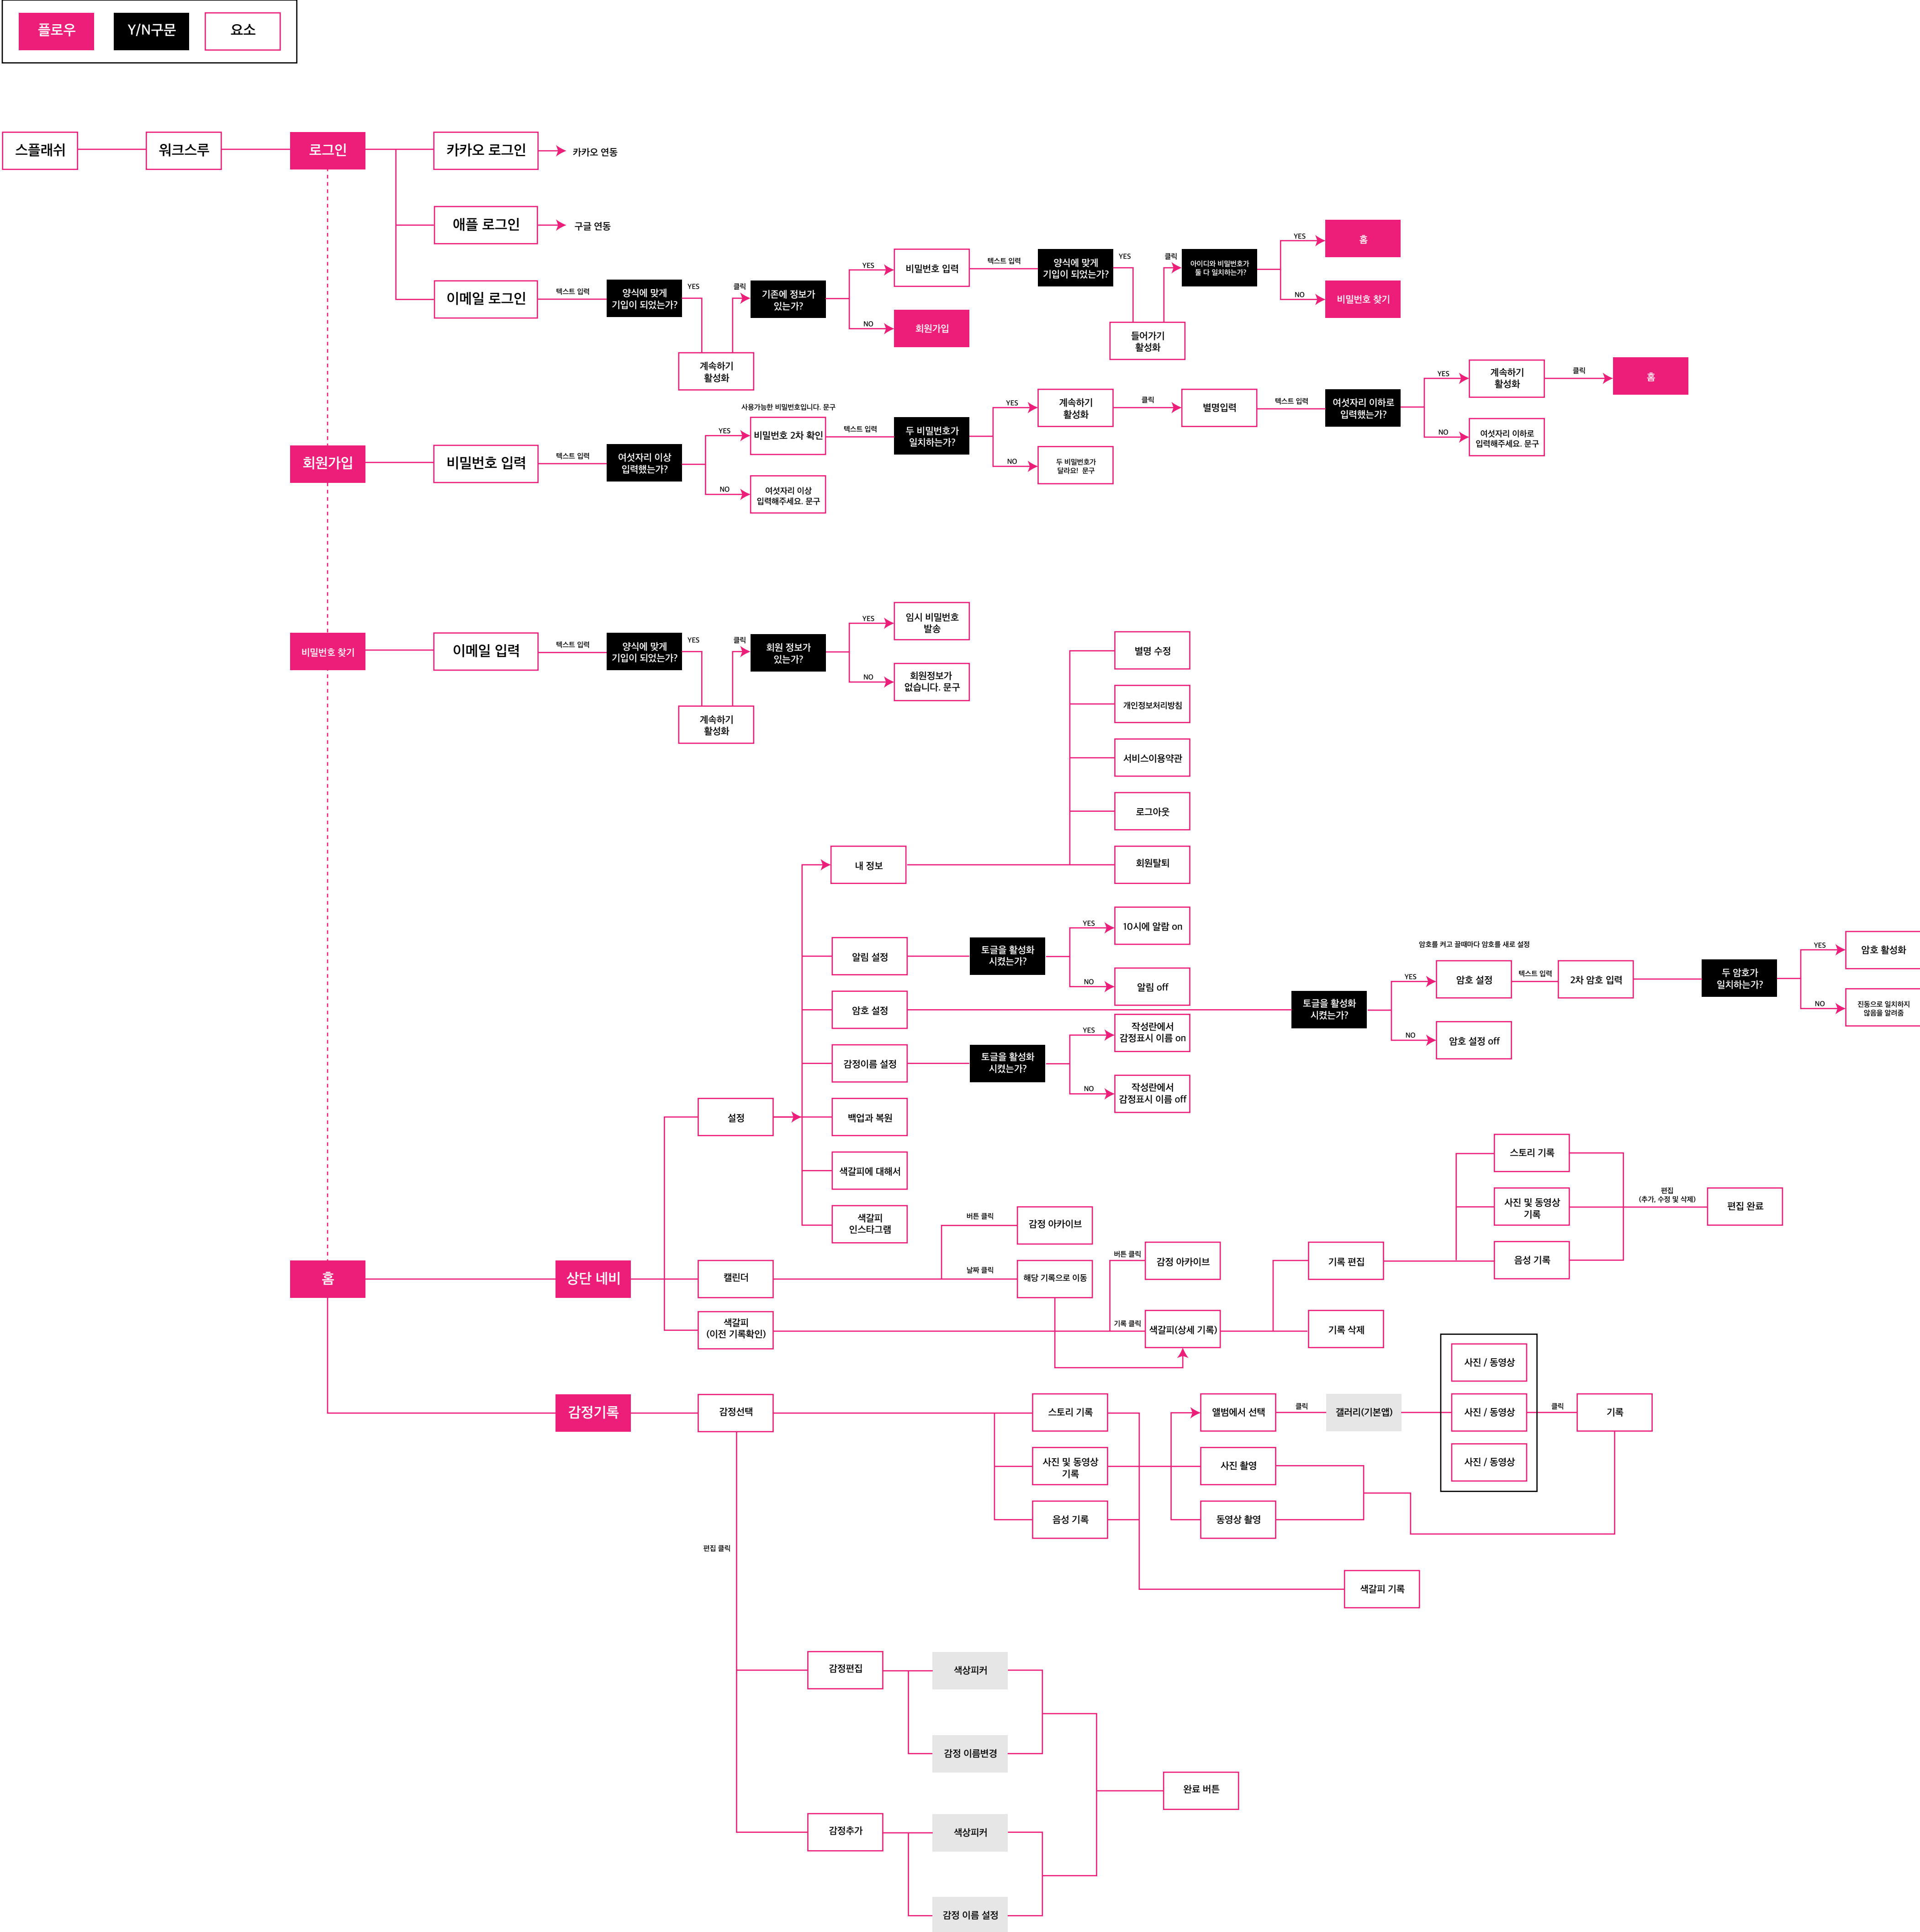 플로우
Y/N구문
요소
스플래쉬
워크스루
로그인
카카오 로그인
카카오 연동
애플 로그인
구글 연동
이메일 로그인
텍스트 입력
양식에 맞게
기입이 되었는가?
YES
계속하기
활성화
클릭
기존에 정보가
있는가?
YES
비밀번호 입력
NO
회원가입
텍스트 입력
양식에 맞게
기입이 되었는가?
YES
들어가기
활성화
클릭
아이디와 비밀번호가
둘 다 일치하는가?
YES
홈
NO
비밀번호 찾기
회원가입
비밀번호 입력
텍스트 입력
여섯자리 이상
입력했는가?
YES
사용가능한 비밀번호입니다. 문구
비밀번호 2차 확인
NO
여섯자리 이상
입력해주세요. 문구
텍스트 입력
두 비밀번호가
일치하는가?
YES
계속하기
활성화
NO
두 비밀번호가
달라요! 문구
클릭
별명입력
텍스트 입력
여섯자리 이하로
입력했는가?
YES
계속하기
활성화
클릭
홈
NO
여섯자리 이하로
입력해주세요. 문구
비밀번호 찾기
이메일 입력
텍스트 입력
양식에 맞게
기입이 되었는가?
YES
계속하기
활성화
클릭
회원 정보가
있는가?
YES
임시 비밀번호
발송
NO
회원정보가
없습니다. 문구
별명 수정
개인정보처리방침
서비스이용약관
로그아웃
내 정보
회원탈퇴
알림 설정
토글을 활성화
시켰는가?
YES
10시에 알람 on
NO
알림 off
암호 설정
토글을 활성화
시켰는가?
YES
암호를 켜고 끌때마다 암호를 새로 설정
암호 설정
텍스트 입력
2차 암호 입력
두 암호가
일치하는가?
YES
암호 활성화
NO
진동으로 일치하지
않음을 알려줌
NO
암호 설정 off
감정이름 설정
토글을 활성화
시켰는가?
YES
작성란에서
감정표시 이름 on
NO
작성란에서
감정표시 이름 off
설정
백업과 복원
색갈피에 대해서
색갈피
인스타그램
홈
상단 네비
캘린더
버튼 클릭
감정 아카이브
날짜 클릭
해당 기록으로 이동
색갈피
(이전 기록확인)
버튼 클릭
감정 아카이브
기록 클릭
색갈피(상세 기록)
기록 편집
기록 삭제
스토리 기록
사진 및 동영상
기록
음성 기록
편집
(추가, 수정 및 삭제)
편집 완료
감정기록
감정선택
스토리 기록
사진 및 동영상
기록
음성 기록
앨범에서 선택
클릭
갤러리(기본앱)
사진 / 동영상
사진 / 동영상
사진 / 동영상
클릭
기록
사진 촬영
동영상 촬영
색갈피 기록
편집 클릭
감정편집
색상피커
감정 이름변경
완료 버튼
감정추가
색상피커
감정 이름 설정